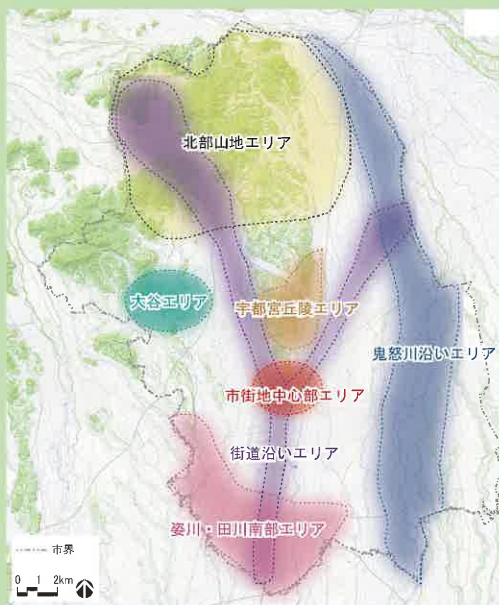 北部山地エリア
大谷エリア
宇都宮丘陵エリア
鬼怒川沿いエリア
市街地中心部エリア
街道沿いエリア
姿川・田川南部エリア
市界
0 1 2km